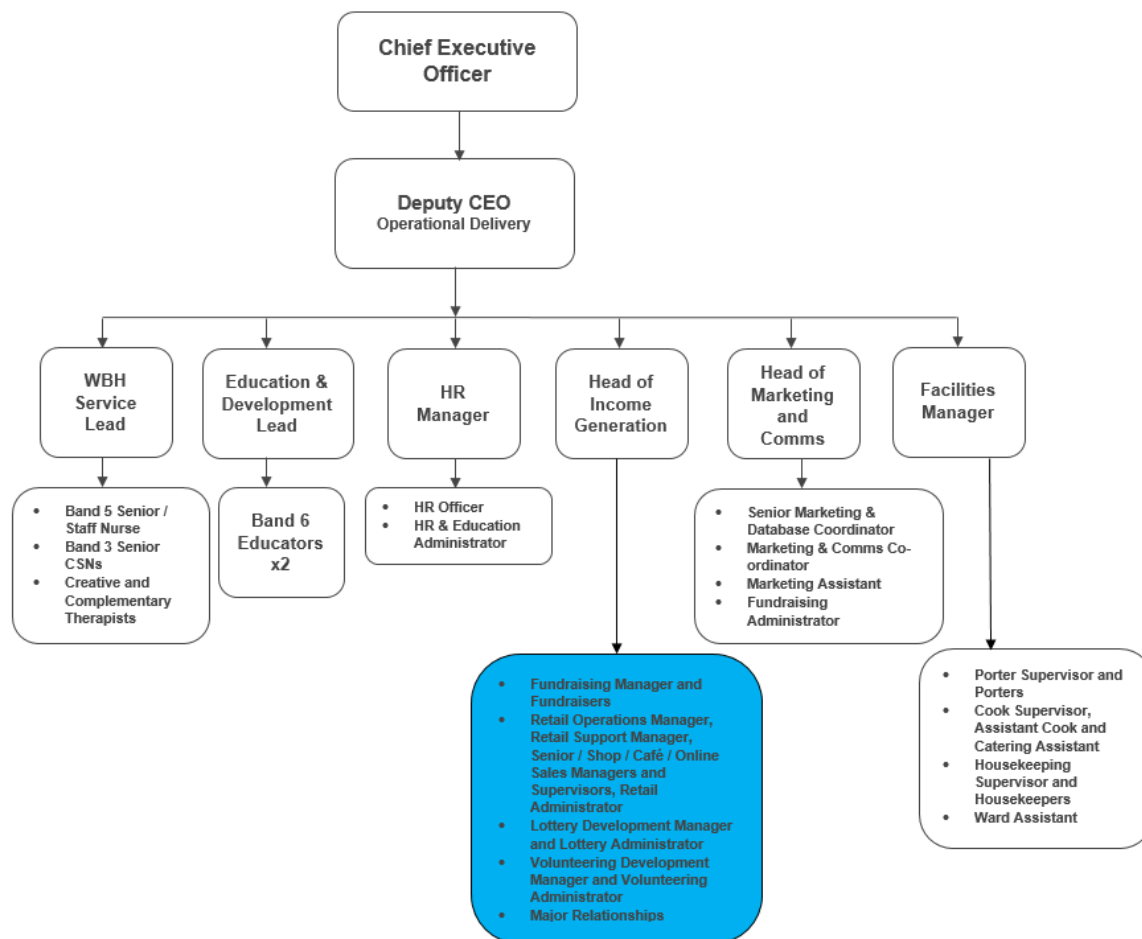 Chief Executive
Officer
Deputy CEO
Operational Delivery
WBH
Service
Lead
Education &
Development
Lead
HR
Manager
Head of
Income
Generation
Head of
Marketing
and
Comms
Facilities
Manager
• Band 5 Senior /
Staff Nurse
• Band 3 Senior
CSNs
• Creative and
Complementary
Therapists
Band 6
Educators
x2
• HR Officer
• HR & Education
Administrator
• Senior Marketing &
Database Coordinator
• Marketing & Comms Co-
ordinator
• Marketing Assistant
• Fundraising
Administrator
• Fundraising Manager and
Fundraisers
• Retail Operations Manager,
Retail Support Manager,
Senior / Shop / Café / Online
Sales Managers and
Supervisors, Retail
Administrator
• Lottery Development Manager
and Lottery Administrator
• Volunteering Development
Manager and Volunteering
Administrator
• Major Relationships
• Porter Supervisor and
Porters
• Cook Supervisor,
Assistant Cook and
Catering Assistant
• Housekeeping
Supervisor and
Housekeepers
• Ward Assistant